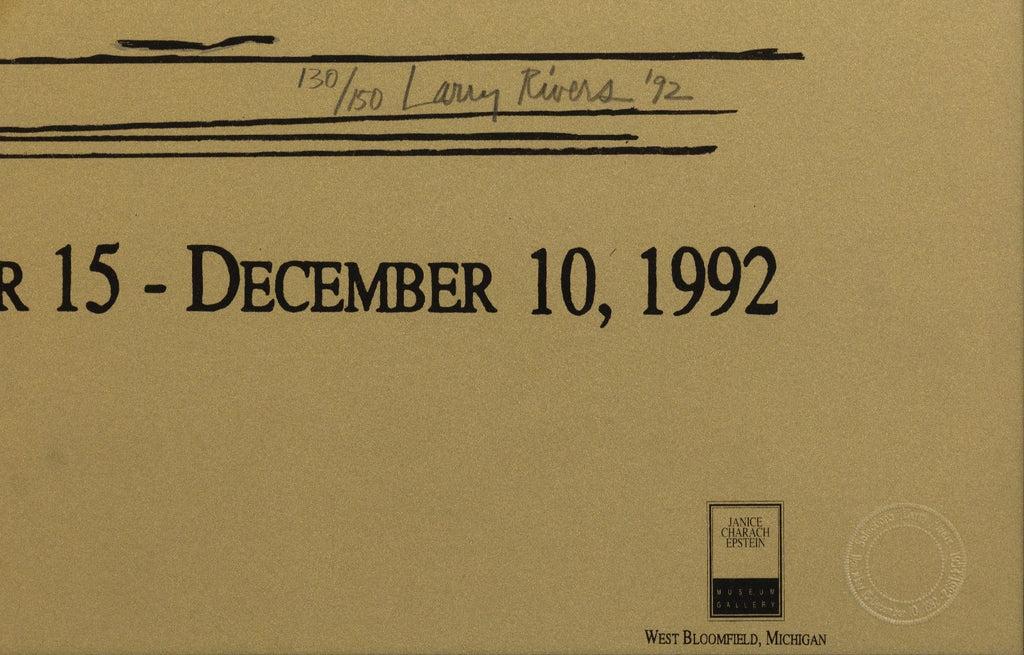 130/150 Larry Rivers '92
R 15 - DECEMBER 10, 1992
JANICE
CHARACH
EPSTEIN
MUSEUM
GALLERY
WEST BLOOMFIELD, MICHIGAN